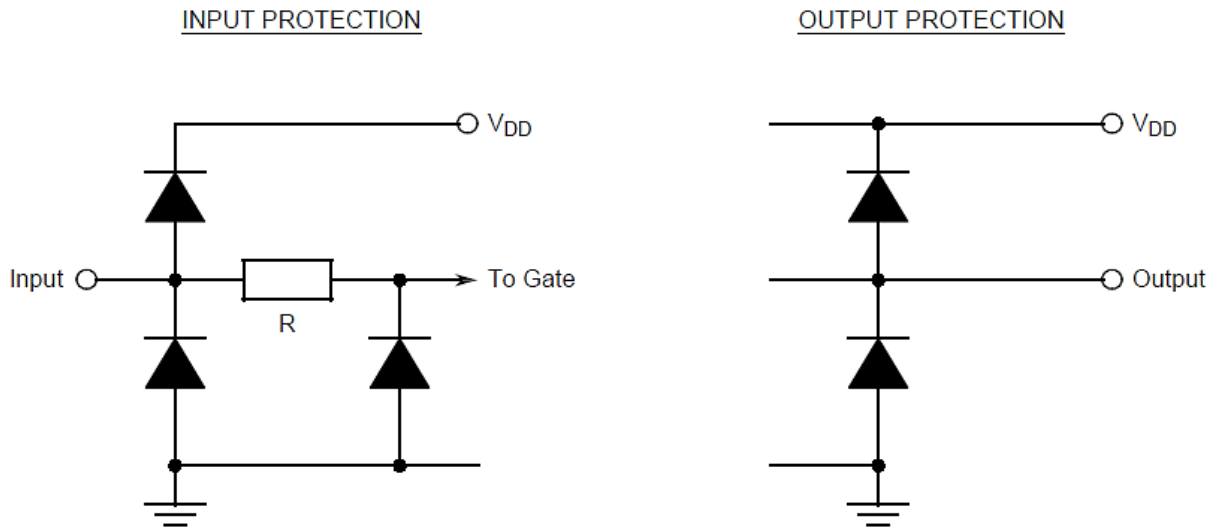 INPUT PROTECTION
OUTPUT PROTECTION
VDD
VDD
Input
To Gate
Output
R